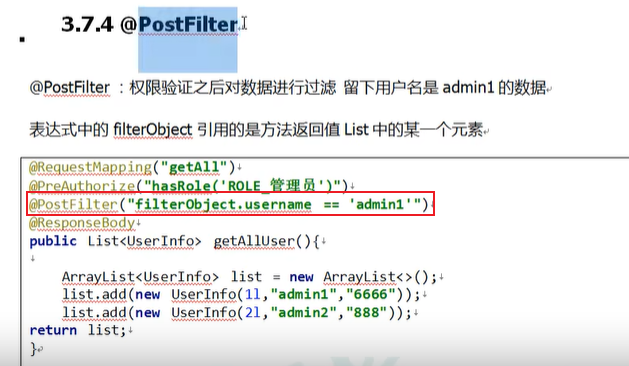 3.7.4 @PostFilter
@PostFilter ：权限验证之后对数据进行过滤 留下用户名是 admin1 的数据
表达式中的 filterObject 引用的是方法返回值 List 中的某一个元素
@RequestMapping("getAll")
@PreAuthorize("hasRole('ROLE_管理员')")
@PostFilter("filterObject.username == 'admin1'")
@ResponseBody
public List<UserInfo> getAllUser(){
ArrayList<UserInfo> list = new ArrayList<>();
list.add(new UserInfo(1l,"admin1","6666"));
list.add(new UserInfo(2l,"admin2","888"));
return list;
}